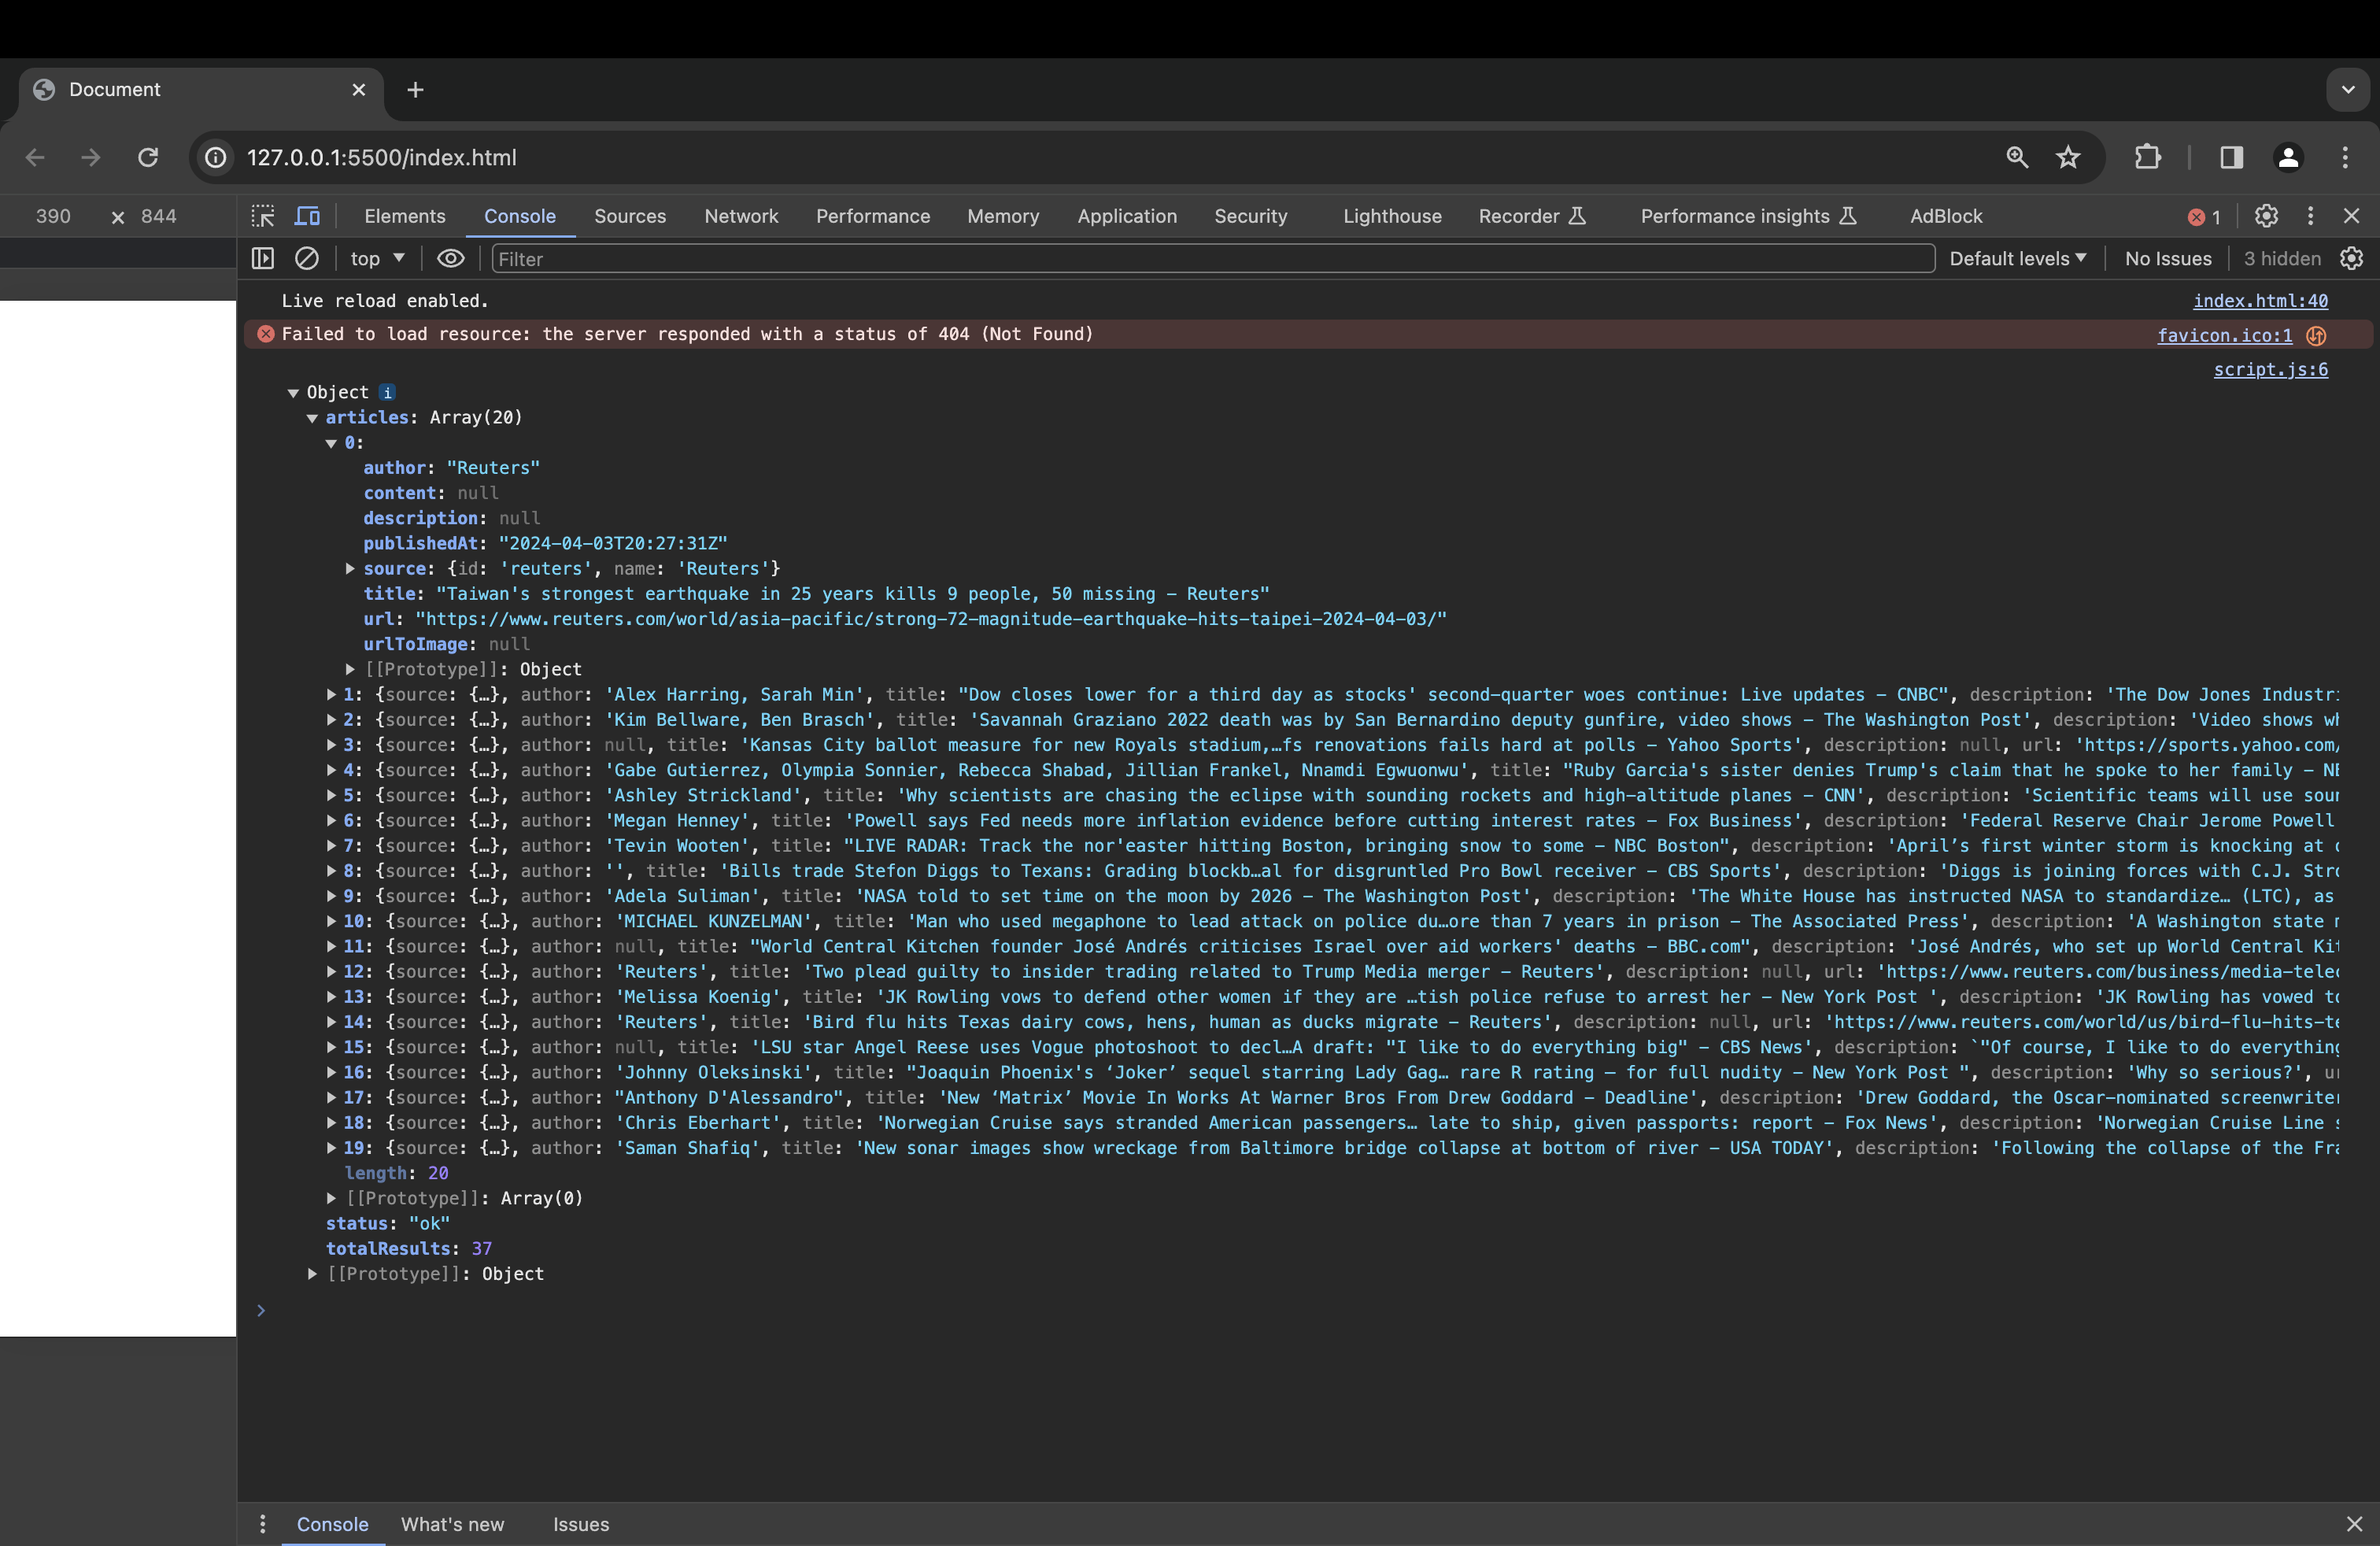 Document
127.0.0.1:5500/index.html
390 × 844
Elements Console Sources Network Performance Memory Application Security Lighthouse Recorder Performance insights AdBlock 1
top Filter Default levels No Issues 3 hidden
Live reload enabled. index.html:40
Failed to load resource: the server responded with a status of 404 (Not Found) favicon.ico:1
script.js:6
Object i
articles: Array(20)
0:
author: "Reuters"
content: null
description: null
publishedAt: "2024-04-03T20:27:31Z"
source: {id: 'reuters', name: 'Reuters'}
title: "Taiwan's strongest earthquake in 25 years kills 9 people, 50 missing - Reuters"
url: "https://www.reuters.com/world/asia-pacific/strong-72-magnitude-earthquake-hits-taipei-2024-04-03/"
urlToImage: null
[[Prototype]]: Object
1: {source: {…}, author: 'Alex Harring, Sarah Min', title: "Dow closes lower for a third day as stocks' second-quarter woes continue: Live updates - CNBC", description: 'The Dow Jones Industri
2: {source: {…}, author: 'Kim Bellware, Ben Brasch', title: 'Savannah Graziano 2022 death was by San Bernardino deputy gunfire, video shows - The Washington Post', description: 'Video shows wh
3: {source: {…}, author: null, title: 'Kansas City ballot measure for new Royals stadium,…fs renovations fails hard at polls - Yahoo Sports', description: null, url: 'https://sports.yahoo.com/
4: {source: {…}, author: 'Gabe Gutierrez, Olympia Sonnier, Rebecca Shabad, Jillian Frankel, Nnamdi Egwuonwu', title: "Ruby Garcia's sister denies Trump's claim that he spoke to her family - NB
5: {source: {…}, author: 'Ashley Strickland', title: 'Why scientists are chasing the eclipse with sounding rockets and high-altitude planes - CNN', description: 'Scientific teams will use soun
6: {source: {…}, author: 'Megan Henney', title: 'Powell says Fed needs more inflation evidence before cutting interest rates - Fox Business', description: 'Federal Reserve Chair Jerome Powell
7: {source: {…}, author: 'Tevin Wooten', title: "LIVE RADAR: Track the nor'easter hitting Boston, bringing snow to some - NBC Boston", description: 'April’s first winter storm is knocking at o
8: {source: {…}, author: '', title: 'Bills trade Stefon Diggs to Texans: Grading blockb…al for disgruntled Pro Bowl receiver - CBS Sports', description: 'Diggs is joining forces with C.J. Stro
9: {source: {…}, author: 'Adela Suliman', title: 'NASA told to set time on the moon by 2026 - The Washington Post', description: 'The White House has instructed NASA to standardize… (LTC), as
10: {source: {…}, author: 'MICHAEL KUNZELMAN', title: 'Man who used megaphone to lead attack on police du…ore than 7 years in prison - The Associated Press', description: 'A Washington state m
11: {source: {…}, author: null, title: "World Central Kitchen founder José Andrés criticises Israel over aid workers' deaths - BBC.com", description: 'José Andrés, who set up World Central Kit
12: {source: {…}, author: 'Reuters', title: 'Two plead guilty to insider trading related to Trump Media merger - Reuters', description: null, url: 'https://www.reuters.com/business/media-telec
13: {source: {…}, author: 'Melissa Koenig', title: 'JK Rowling vows to defend other women if they are …tish police refuse to arrest her - New York Post ', description: 'JK Rowling has vowed to
14: {source: {…}, author: 'Reuters', title: 'Bird flu hits Texas dairy cows, hens, human as ducks migrate - Reuters', description: null, url: 'https://www.reuters.com/world/us/bird-flu-hits-te
15: {source: {…}, author: null, title: 'LSU star Angel Reese uses Vogue photoshoot to decl…A draft: "I like to do everything big" - CBS News', description: `"Of course, I like to do everything
16: {source: {…}, author: 'Johnny Oleksinski', title: "Joaquin Phoenix's ‘Joker’ sequel starring Lady Gag… rare R rating — for full nudity - New York Post ", description: 'Why so serious?', u
17: {source: {…}, author: "Anthony D'Alessandro", title: 'New ‘Matrix’ Movie In Works At Warner Bros From Drew Goddard - Deadline', description: 'Drew Goddard, the Oscar-nominated screenwriter
18: {source: {…}, author: 'Chris Eberhart', title: 'Norwegian Cruise says stranded American passengers… late to ship, given passports: report - Fox News', description: 'Norwegian Cruise Line s
19: {source: {…}, author: 'Saman Shafiq', title: 'New sonar images show wreckage from Baltimore bridge collapse at bottom of river - USA TODAY', description: 'Following the collapse of the Fra
length: 20
[[Prototype]]: Array(0)
status: "ok"
totalResults: 37
[[Prototype]]: Object
Console What's new Issues